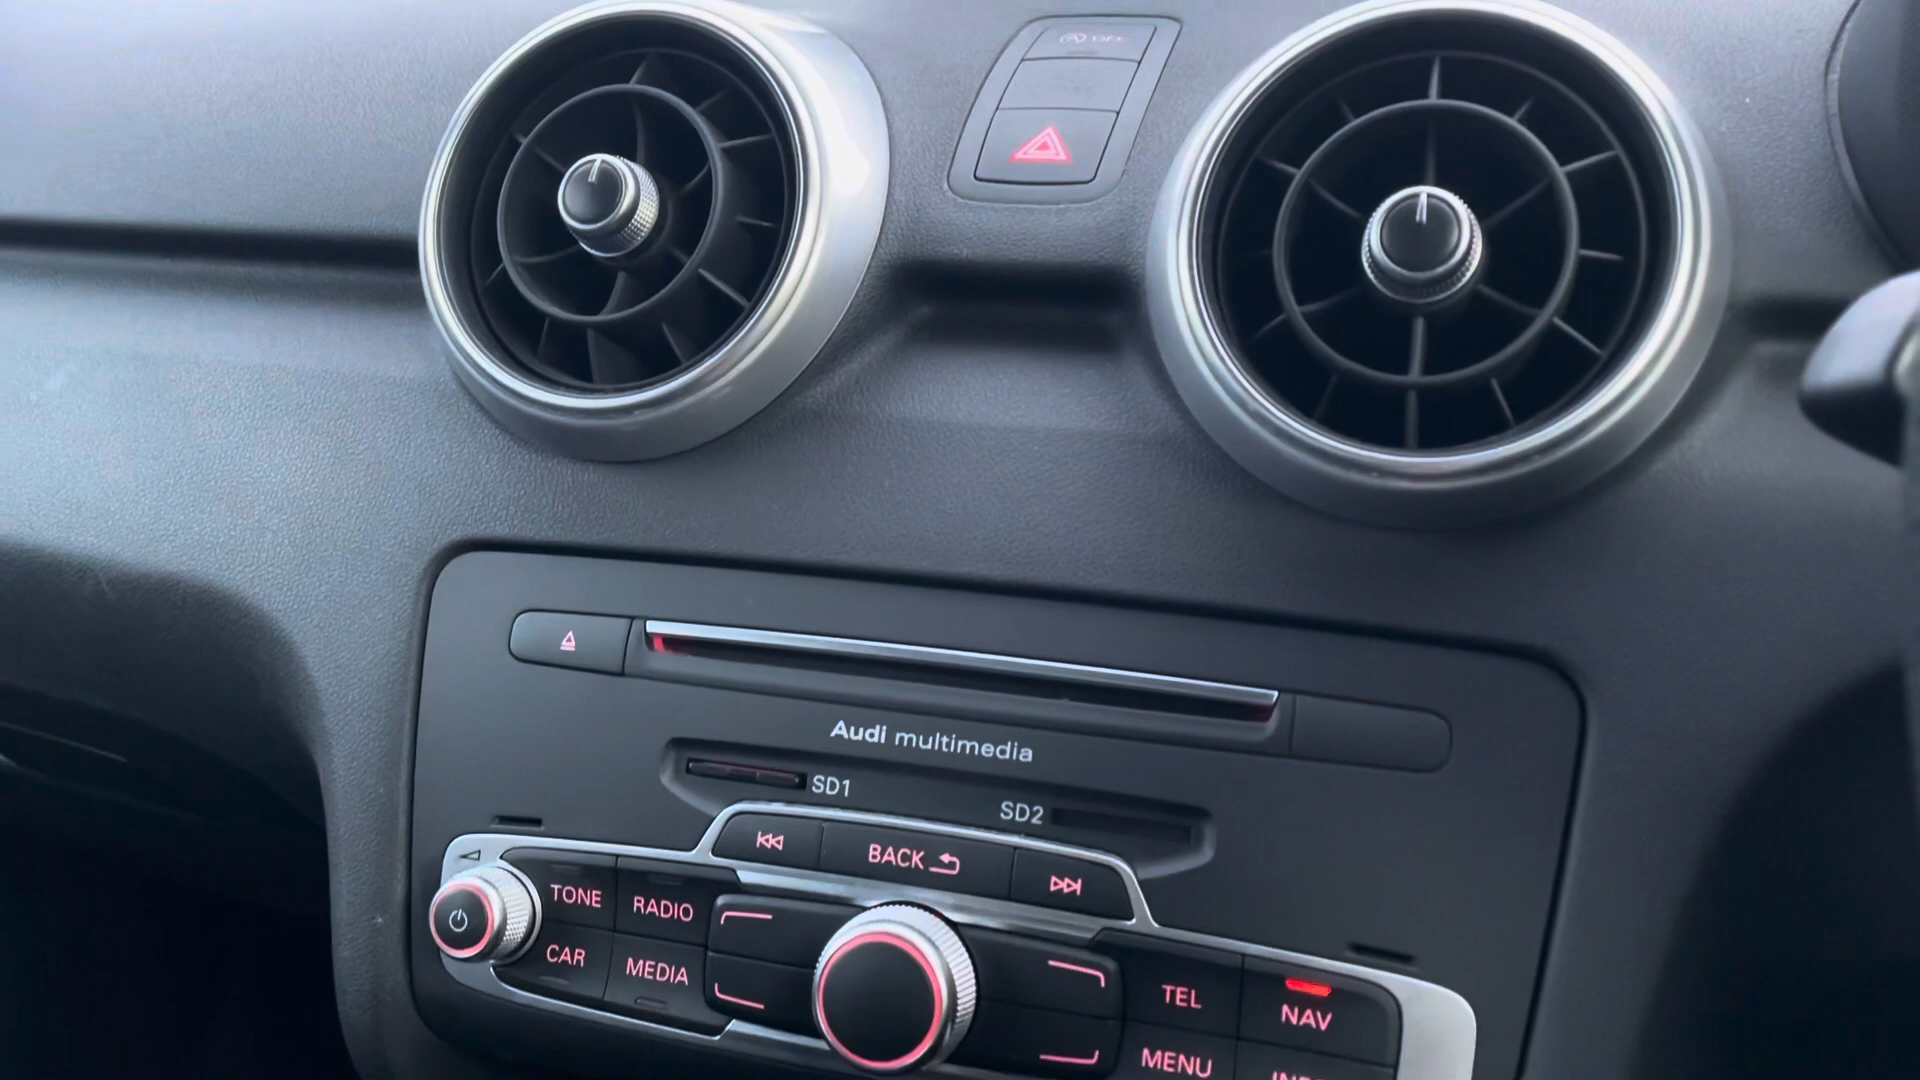 OFF
Audi multimedia
SD1
SD2
BACK
TONE
RADIO
CAR
MEDIA
TEL
NAV
MENU